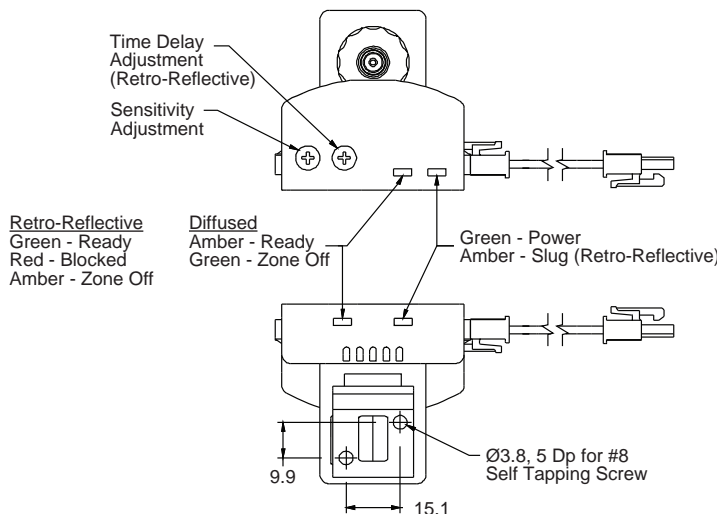 Time Delay
Adjustment
(Retro-Reflective)
Sensitivity
Adjustment
Retro-Reflective
Green - Ready
Red - Blocked
Amber - Zone Off
Diffused
Amber - Ready
Green - Zone Off
Green - Power
Amber - Slug (Retro-Reflective)
9.9
15.1
Ø3.8, 5 Dp for #8
Self Tapping Screw